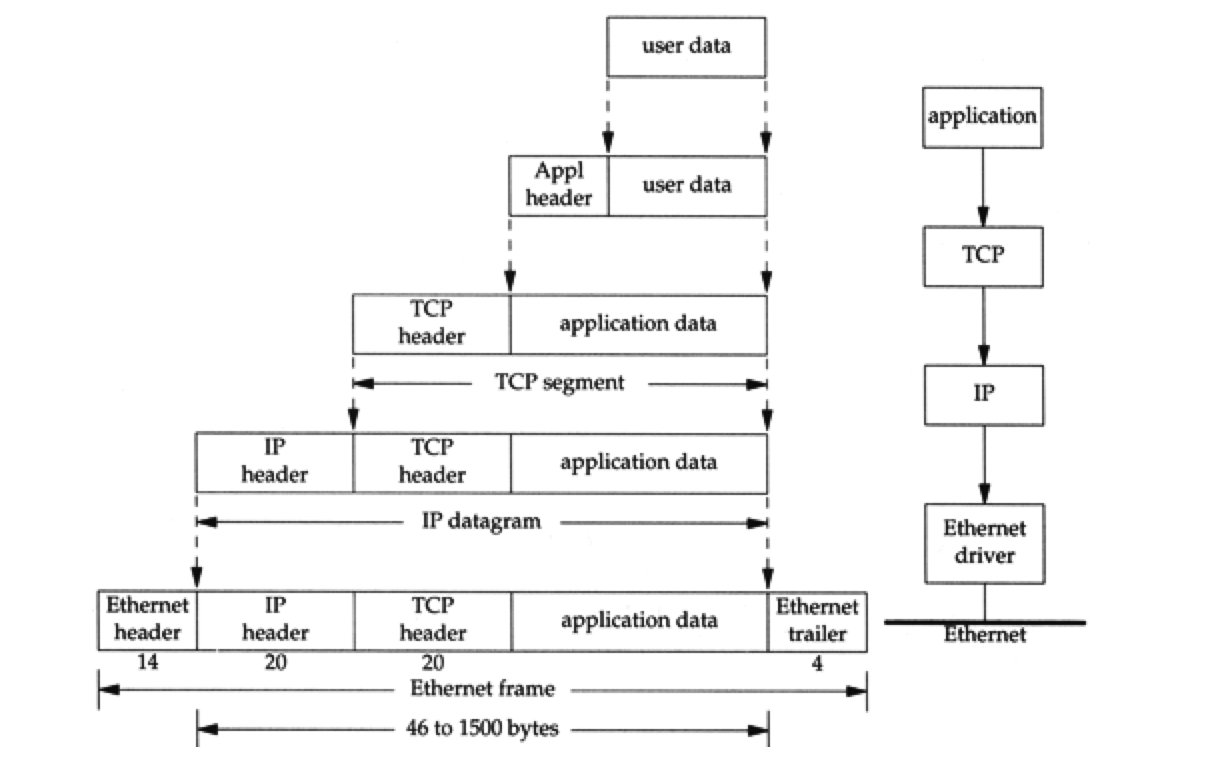 user data
application
Appl
header
user data
TCP
TCP
header
application data
TCP segment
IP
IP
header
TCP
header
application data
IP datagram
Ethernet
driver
Ethernet
header
IP
header
TCP
header
application data
Ethernet
trailer
Ethernet
14
20
20
4
Ethernet frame
46 to 1500 bytes